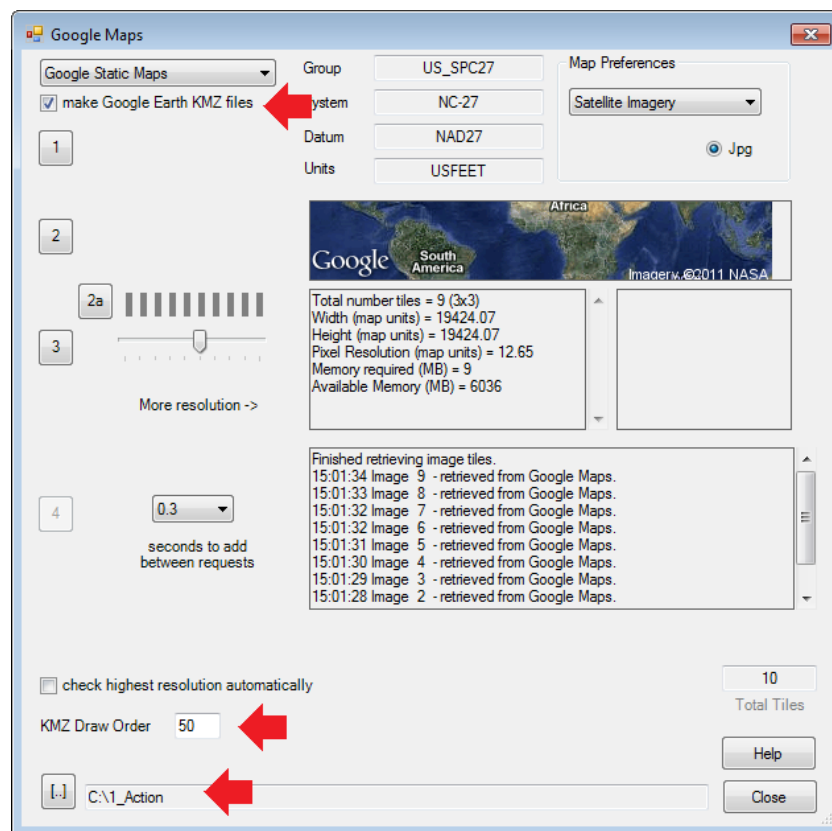 Google Maps
Google Static Maps
make Google Earth KMZ files
Group
US_SPC27
ystem
NC-27
Datum
NAD27
Units
USFEET
Map Preferences
Satellite Imagery
Jpg
1
2
2a
3
More resolution ->
4
0.3
seconds to add
between requests
Africa
Google
South
America
Imagery ©2011 NASA
Total number tiles = 9 (3x3)
Width (map units) = 19424.07
Height (map units) = 19424.07
Pixel Resolution (map units) = 12.65
Memory required (MB) = 9
Available Memory (MB) = 6036
Finished retrieving image tiles.
15:01:34 Image 9 - retrieved from Google Maps.
15:01:33 Image 8 - retrieved from Google Maps.
15:01:32 Image 7 - retrieved from Google Maps.
15:01:32 Image 6 - retrieved from Google Maps.
15:01:31 Image 5 - retrieved from Google Maps.
15:01:30 Image 4 - retrieved from Google Maps.
15:01:29 Image 3 - retrieved from Google Maps.
15:01:28 Image 2 - retrieved from Google Maps.
check highest resolution automatically
10
Total Tiles
KMZ Draw Order
50
Help
[..]
C:\1_Action
Close